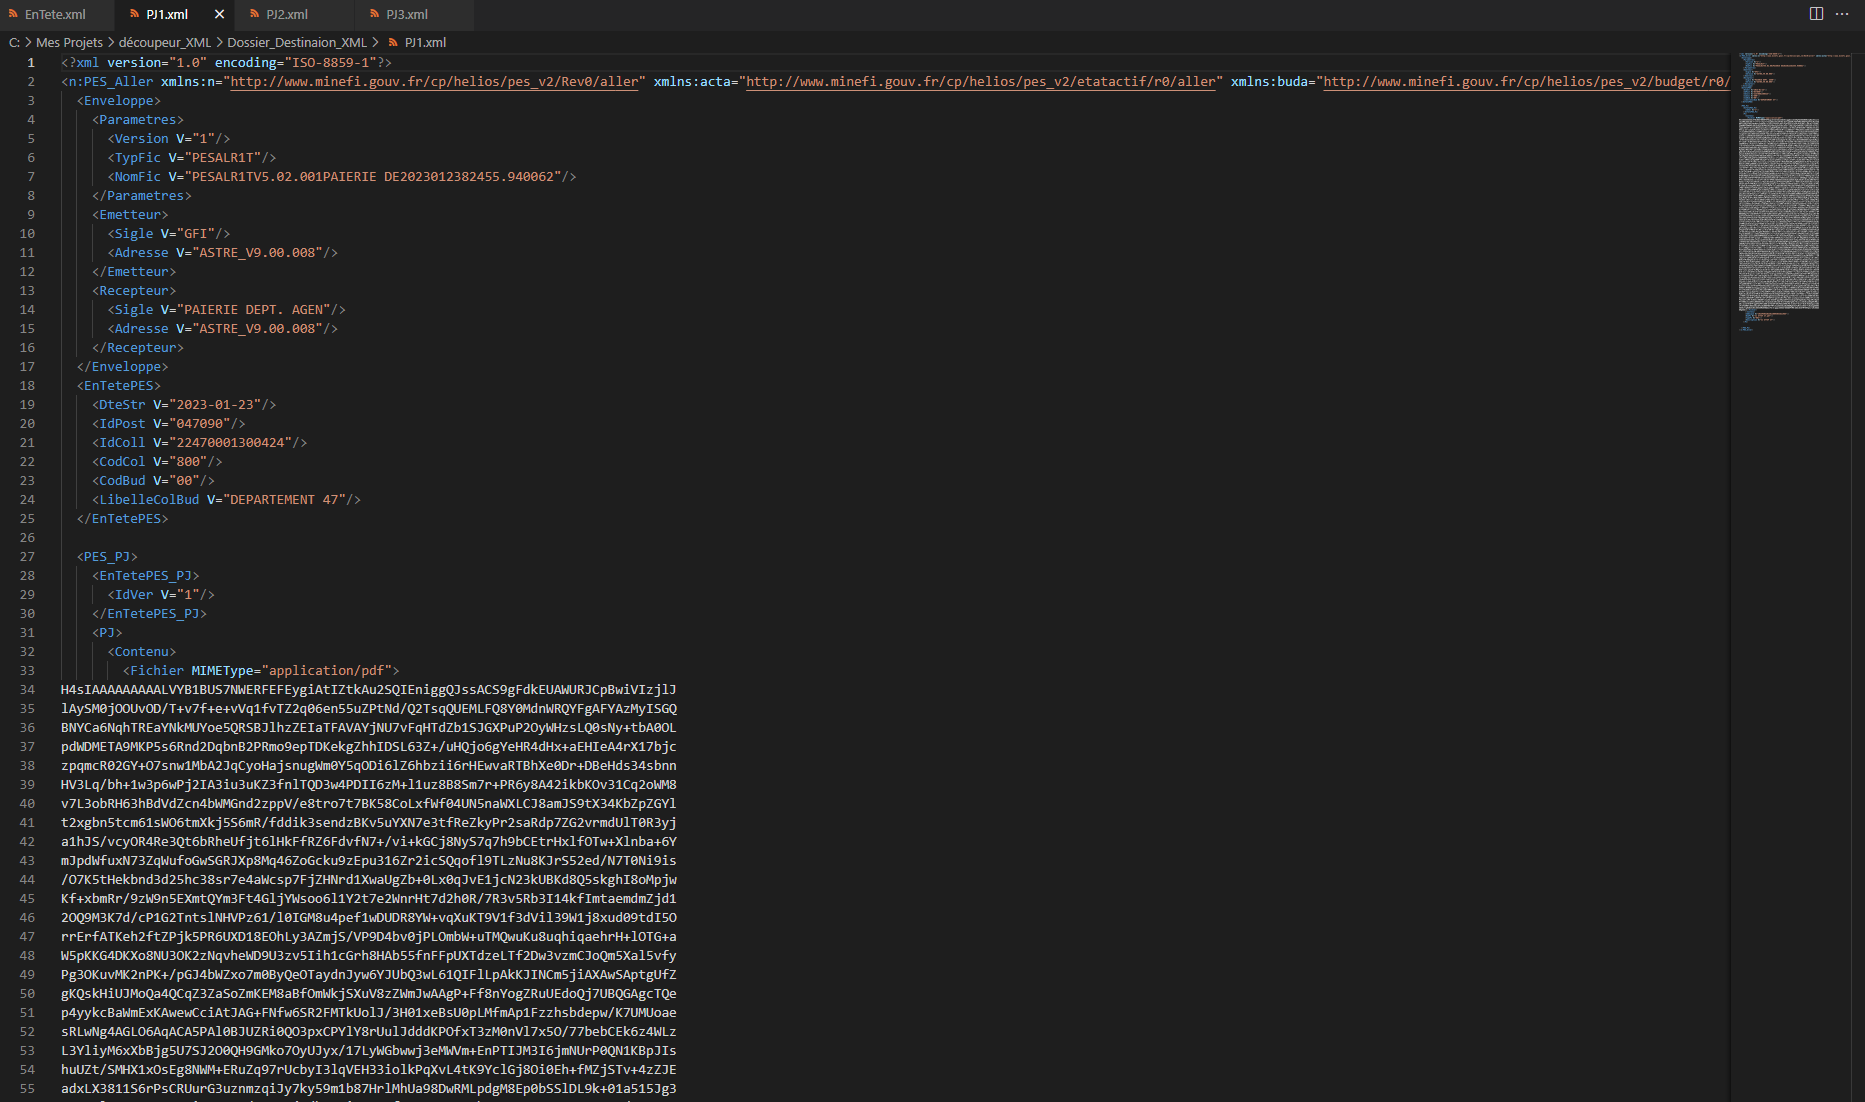 EnTete.xml PJ1.xml PJ2.xml PJ3.xml
C: > Mes Projets > découpeur_XML > Dossier_Destinaion_XML > PJ1.xml
1 <?xml version="1.0" encoding="ISO-8859-1"?>
2 <n:PES_Aller xmlns:n="http://www.minefi.gouv.fr/cp/helios/pes_v2/Rev0/aller" xmlns:acta="http://www.minefi.gouv.fr/cp/helios/pes_v2/etatactif/r0/aller" xmlns:buda="http://www.minefi.gouv.fr/cp/helios/pes_v2/budget/r0/
3 <Enveloppe>
4 <Parametres>
5 <Version V="1"/>
6 <TypFic V="PESALR1T"/>
7 <NomFic V="PESALR1TV5.02.001PAIERIE DE2023012382455.940062"/>
8 </Parametres>
9 <Emetteur>
10 <Sigle V="GFI"/>
11 <Adresse V="ASTRE_V9.00.008"/>
12 </Emetteur>
13 <Recepteur>
14 <Sigle V="PAIERIE DEPT. AGEN"/>
15 <Adresse V="ASTRE_V9.00.008"/>
16 </Recepteur>
17 </Enveloppe>
18 <EnTetePES>
19 <DteStr V="2023-01-23"/>
20 <IdPost V="047090"/>
21 <IdColl V="22470001300424"/>
22 <CodCol V="800"/>
23 <CodBud V="00"/>
24 <LibelleColBud V="DEPARTEMENT 47"/>
25 </EnTetePES>
26
27 <PES_PJ>
28 <EnTetePES_PJ>
29 <IdVer V="1"/>
30 </EnTetePES_PJ>
31 <PJ>
32 <Contenu>
33 <Fichier MIMEType="application/pdf">
34 H4sIAAAAAAAAALVYB1BUS7NWERFEFEygiAtIZtkAu2SQIEniggQJssACS9gFdkEUAWURJCpBwiVIzjlJ
35 lAySM0jOOUvOD/T+v7f+e+vVq1fvTZ2q06en55uZPtNd/Q2TsqQUEMLFQ8Y0MdnWRQYFgAFYAzMyISGQ
36 BNYCa6NqhTREaYNkMUYoe5QRSBJlhzZEIaTFAVAYjNU7vFqHTdZb1SJGXPuP2OyWHzsLQ0sNy+tbA0OL
37 pdWDMETA9MKP5s6Rnd2DqbnB2PRmo9epTDKekgZhhIDSL63Z+/uHQjo6gYeHR4dHx+aEHIeA4rX17bjc
38 zpqmcR02GY+O7snw1MbA2JqCyoHajsnugWm0Y5qODi6lZ6hbzii6rHEwvaRTBhXe0Dr+DBeHds34sbnn
39 HV3Lq/bh+1w3p6wPj2IA3iu3uKZ3fnlTQD3w4PDII6zM+l1uz8B8Sm7r+PR6y8A42ikbKOv31Cq2oWM8
40 v7L3obRH63hBdVdZcn4bWMGnd2zppV/e8tro7t7BK58CoLxfWf04UN5naWXLCJ8amJS9tX34KbZpZGYl
41 t2xgbn5tcm61sWO6tmXkj5S6mR/fddik3sendzBKv5uYXN7e3tfReZkyPr2saRdp7ZG2vrmdUlT0R3yj
42 a1hJS/vcyOR4Re3Qt6bRheUfjt6lHkFfRZ6FdvfN7+/vi+kGCj8NyS7q7h9bCEtrHxlfOTw+Xlnba+6Y
43 mJpdWfuxN73ZqWufoGwSGRJXp8Mq46ZoGcku9zEpu316Zr2icSQqofl9TLzNu8KJrS52ed/N7T0Ni9is
44 /O7K5tHekbnd3d25hc38sr7e4aWcsp7FjZHNrd1XwaUgZb+0Lx0qJvE1jcN23kUBKd8Q5skghI8oMpjw
45 Kf+xbmRr/9zW9n5EXmtQYm3Ft4GljYWsoo6l1Y2t7e2WnrHt7d2h0R/7R3v5Rb3I14kfImtaemdmZjd1
46 2OQ9M3K7d/cP1G2TntslNHVPz61/l0IGM8u4pef1wDUDR8YW+vqXuKT9V1f3dVil39W1j8xud09tdI5O
47 rrErfATKeh2ftZPjk5PR6UXD18EOhLy3AZmjS/VP9D4bv0jPLOmbW+uTMQwuKu8uqhiqaehrH+lOTG+a
48 W5pKKG4DKXo8NU3OK2zNqvheWD9U3zv5Iih1cGrh8HAb55fnFFpUXTdzeLTf2Dw3vzmCJoQm5Xal5vfy
49 Pg3OKuvMK2nPK+/pGJ4bWZxo7m0ByQeOTaydnJyw6YJUbQ3wL61QIFlLpAkKJINCm5jiAXAwSAptgUfZ
50 gKQskHiUJMoQa4QCqZ3ZaSoZmKEM8aBfOmWkjSXuV8zZWmJwAAgP+Ff8nYogZRuUEdoQj7UBQGAgcTQe
51 p4yykcBaWmExKAwewCciAtJAG+FNfw6SR2FMTkUolJ/3H01xeBsU0pLMfmAp1Fzzhsbdepw/K7UMUoae
52 sRLwNg4AGLO6AqACA5PAl0BJUZRi0QO3pxCPYlY8rUulJdddKPOfxT3zM0nVl7x5O/77bebCEk6z4WLz
53 L3YliyM6xXbBjg5U7SJ2O0QH9GMko7OyUJyx/17LyWGbwwj3eMWVm+EnPTIJM3I6jmNUrP0QN1KBpJIs
54 huUZt/SMHX1xOsEg8NWM+ERuZq97rUcbyI3lqVEH33iolkPqXvL4tK9YclGj8Oi0Eh+fMZjSTv+4zZJE
55 adxLX3811S6rPsCRUurG3uznmzqiJy7ky59m1b87HrlMhUa98DwRMLpdgM8Ep0bSSlDL9k+01a515Jg3